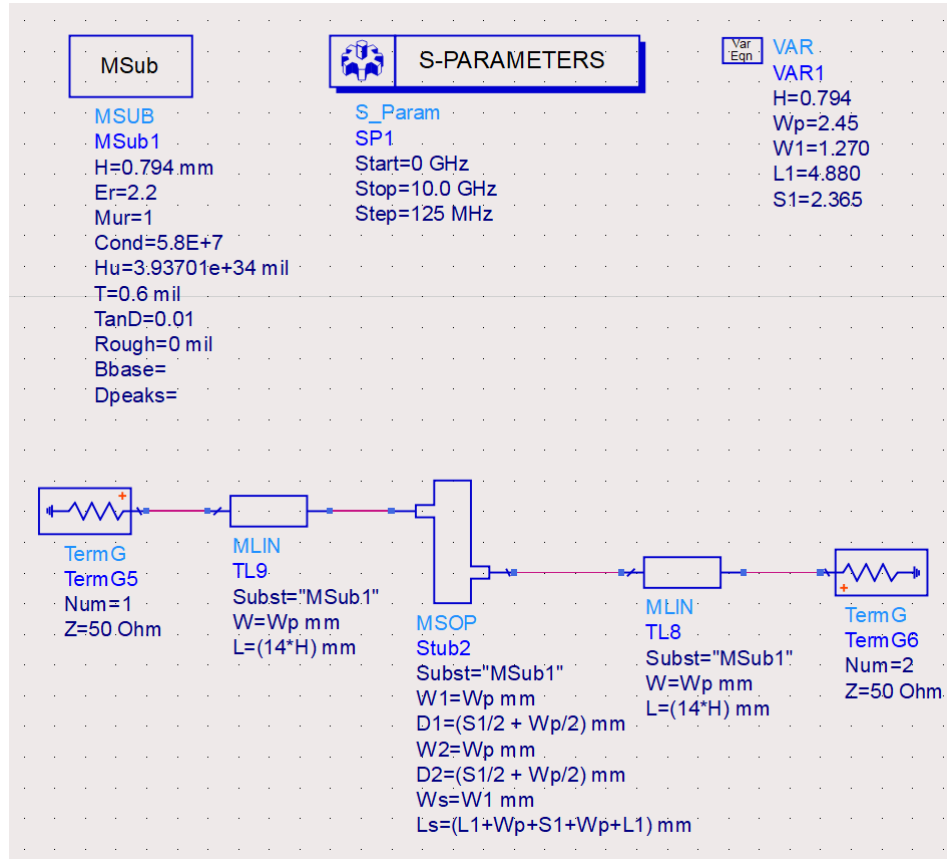 MSub
MSUB
MSub1
H=0.794 mm
Er=2.2
Mur=1
Cond=5.8E+7
Hu=3.93701e+34 mil
T=0.6 mil
TanD=0.01
Rough=0 mil
Bbase=
Dpeaks=
S-PARAMETERS
S_Param
SP1
Start=0 GHz
Stop=10.0 GHz
Step=125 MHz
Var
Eqn
VAR
VAR1
H=0.794
Wp=2.45
W1=1.270
L1=4.880
S1=2.365
+
TermG
TermG5
Num=1
Z=50 Ohm
MLIN
TL9
Subst="MSub1"
W=Wp mm
L=(14*H) mm
MSOP
Stub2
Subst="MSub1"
W1=Wp mm
D1=(S1/2 + Wp/2) mm
W2=Wp mm
D2=(S1/2 + Wp/2) mm
Ws=W1 mm
Ls=(L1+Wp+S1+Wp+L1) mm
MLIN
TL8
Subst="MSub1"
W=Wp mm
L=(14*H) mm
+
TermG
TermG6
Num=2
Z=50 Ohm